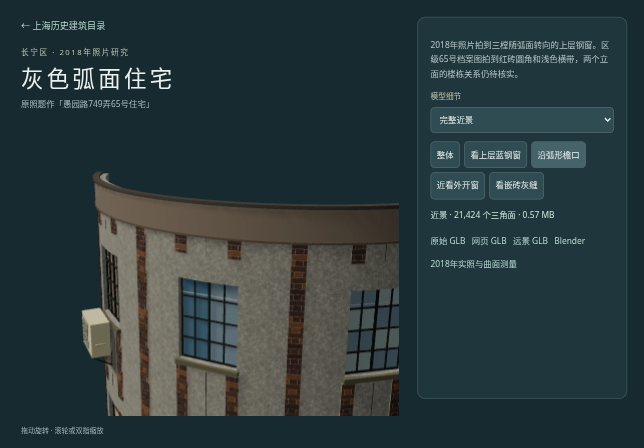 ← 上海历史建筑目录
长宁区 · 2018年照片研究
灰色弧面住宅
原照题作「愚园路749弄65号住宅」
2018年照片拍到三樘随弧面转向的上层钢窗。区
级65号档案图拍到红砖圆角和浅色横带，两个立
面的楼栋关系仍待核实。
模型细节
完整近景
整体 看上层蓝钢窗 沿弧形檐口
近看外开窗 看嵌砖灰缝
近景 · 21,424 个三角面 · 0.57 MB
原始 GLB 网页 GLB 远景 GLB Blender
2018年实照与曲面测量
拖动旋转 · 滚轮或双指缩放